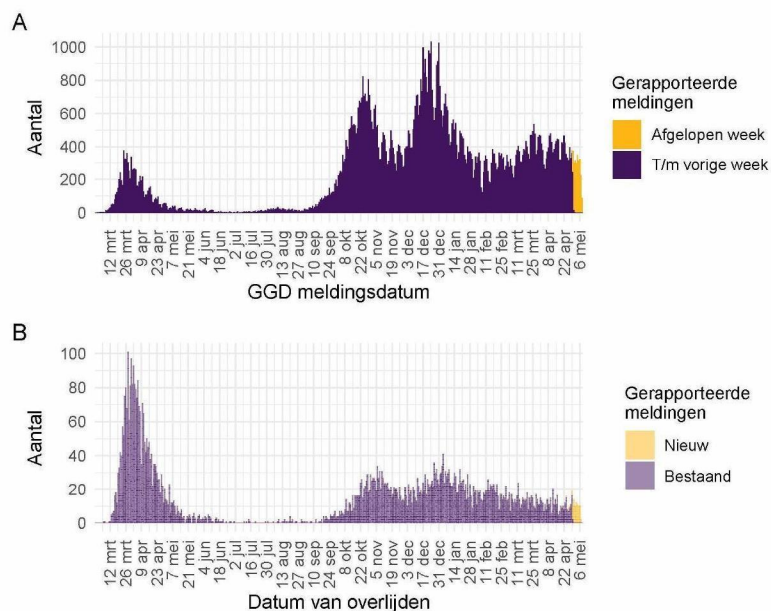 A
1000
800
600
400
200
0
Aantal
12 mrt
26 mrt
9 apr
23 apr
7 mei
21 mei
4 jun
18 jun
2 jul
16 jul
30 jul
13 aug
27 aug
10 sep
24 sep
8 okt
22 okt
5 nov
19 nov
3 dec
17 dec
31 dec
14 jan
28 jan
11 feb
25 feb
11 mrt
25 mrt
8 apr
22 apr
6 mei
GGD meldingsdatum
Gerapporteerde
meldingen
Afgelopen week
T/m vorige week
B
100
80
60
40
20
0
Aantal
12 mrt
26 mrt
9 apr
23 apr
7 mei
21 mei
4 jun
18 jun
2 jul
16 jul
30 jul
13 aug
27 aug
10 sep
24 sep
8 okt
22 okt
5 nov
19 nov
3 dec
17 dec
31 dec
14 jan
28 jan
11 feb
25 feb
11 mrt
25 mrt
8 apr
22 apr
6 mei
Datum van overlijden
Gerapporteerde
meldingen
Nieuw
Bestaand